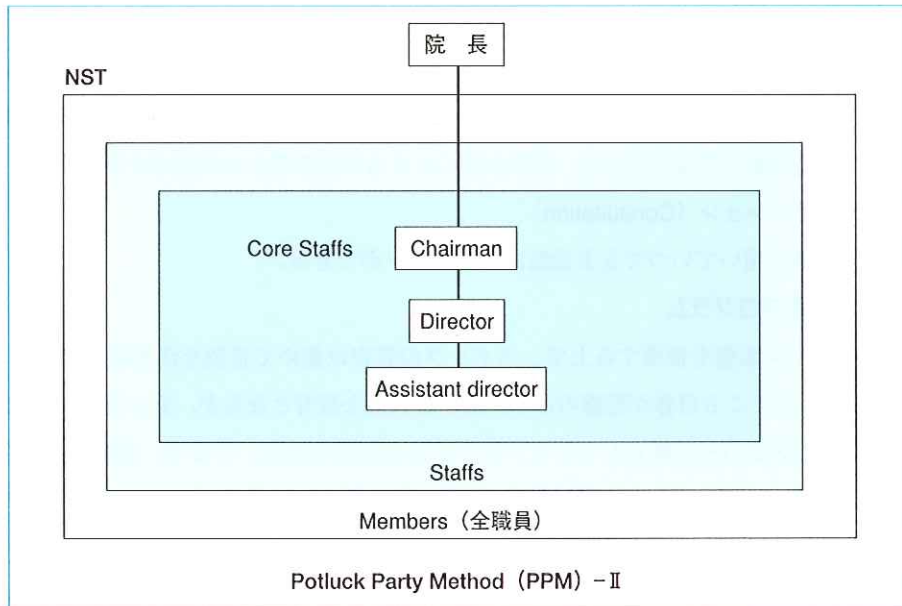 院 長
NST
Core Staffs
Chairman
Director
Assistant director
Staffs
Members（全職員）
Potluck Party Method（PPM）－Ⅱ